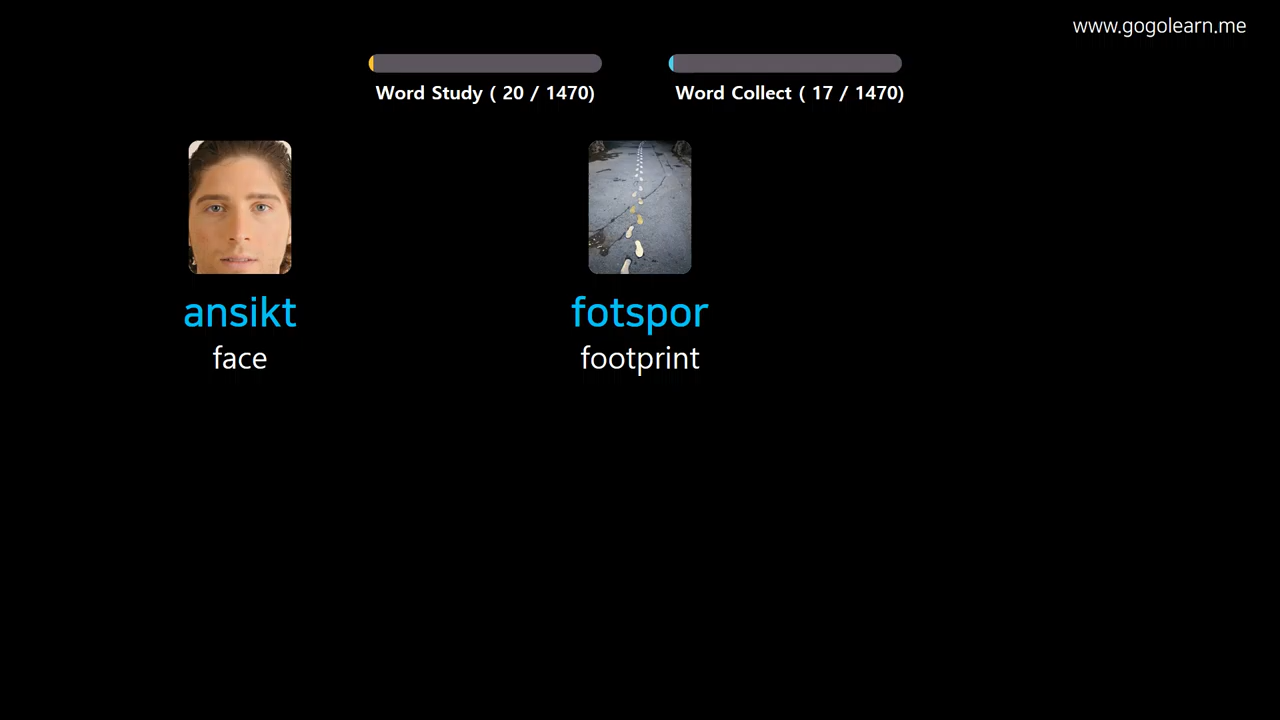 www.gogolearn.me
Word Study ( 20 / 1470)
Word Collect ( 17 / 1470)
ansikt
face
fotspor
footprint